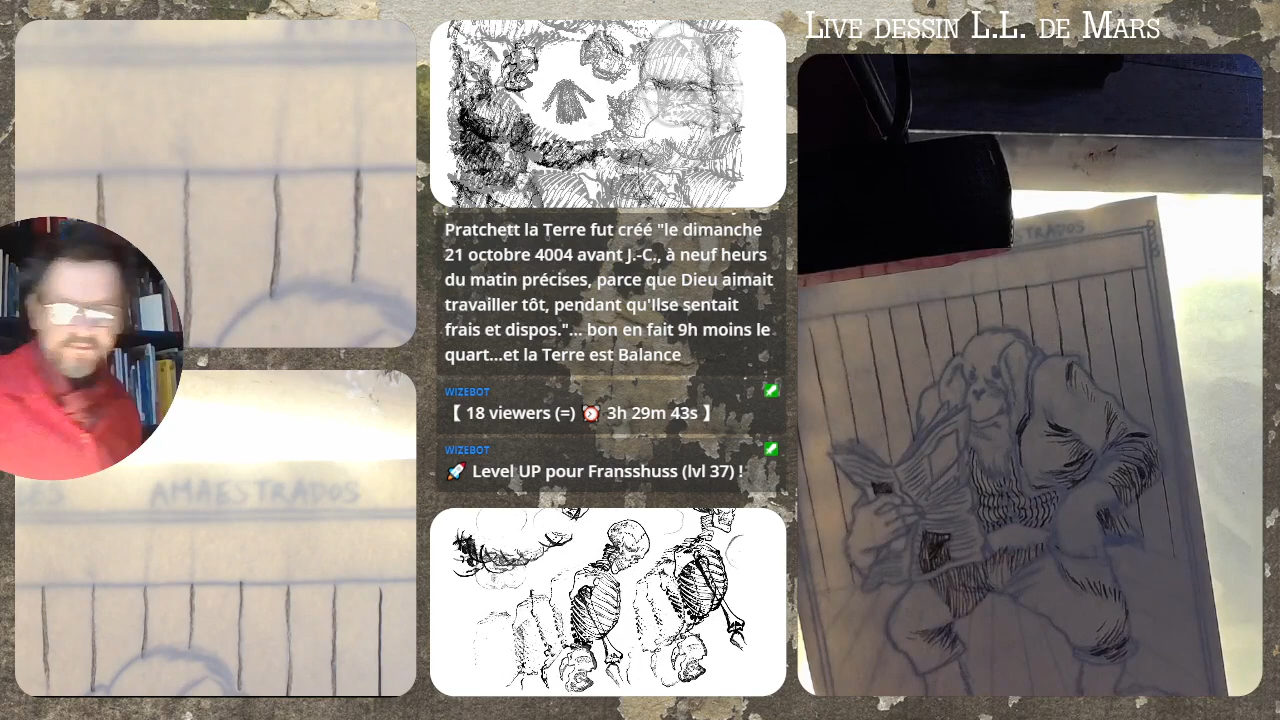 LIVE DESSIN L.L. DE MARS
STRADOS
Pratchett la Terre fut créé "le dimanche
21 octobre 4004 avant J.-C., à neuf heurs
du matin précises, parce que Dieu aimait
travailler tôt, pendant qu'Ilse sentait
frais et dispos."... bon en fait 9h moins le
quart...et la Terre est Balance
WIZEBOT
【 18 viewers (=) ⏰ 3h 29m 43s 】
WIZEBOT
🚀 Level UP pour Fransshuss (lvl 37) !
AMAESTRADOS